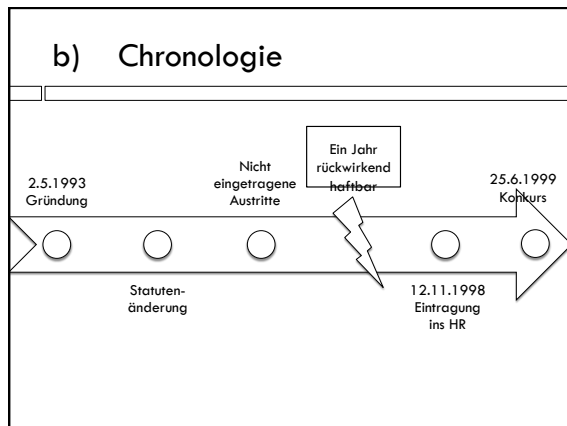 b) Chronologie
Ein Jahr
rückwirkend
haftbar
Nicht
eingetragene
Austritte
2.5.1993
Gründung
25.6.1999
Konkurs
Statuten-
änderung
12.11.1998
Eintragung
ins HR